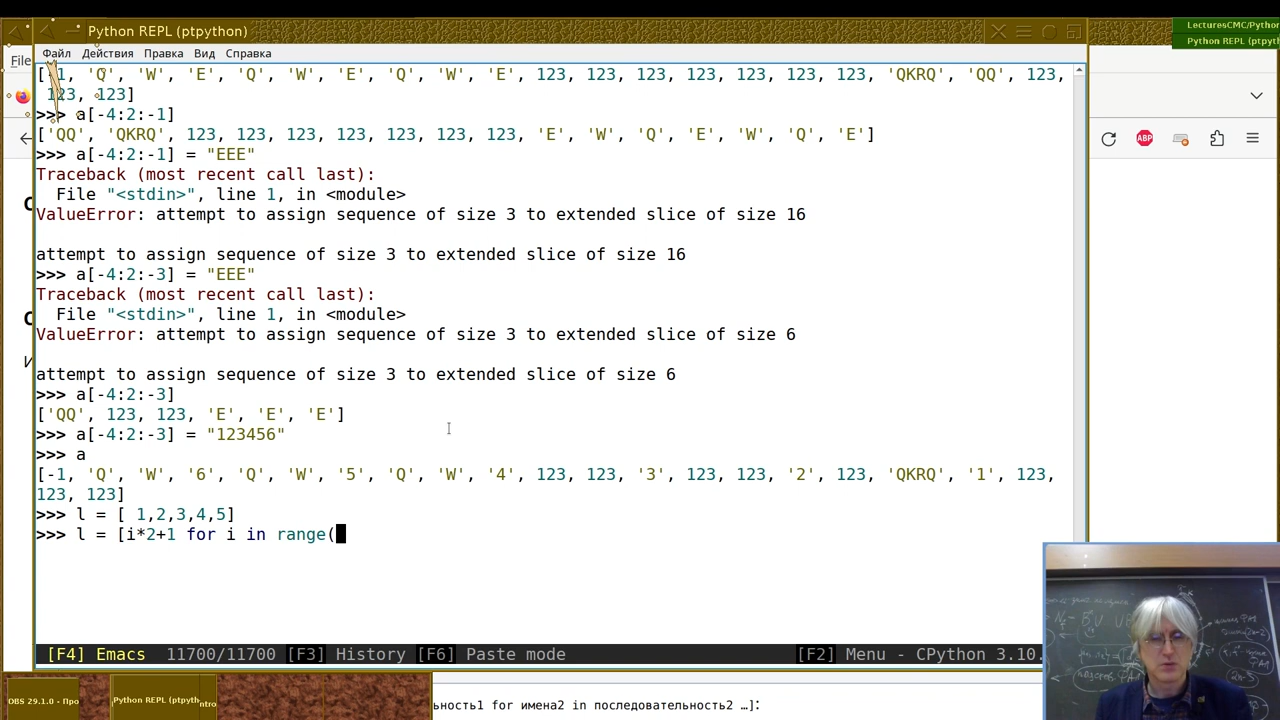 Python REPL (ptpython)
LecturesCMC/Pytho
Python REPL (ptpyth
File
Файл Действия Правка Вид Справка
[-1, 'Q', 'W', 'E', 'Q', 'W', 'E', 'Q', 'W', 'E', 123, 123, 123, 123, 123, 123, 123, 'QKRQ', 'QQ', 123,
123, 123]
>>> a[-4:2:-1]
['QQ', 'QKRQ', 123, 123, 123, 123, 123, 123, 123, 'E', 'W', 'Q', 'E', 'W', 'Q', 'E']
>>> a[-4:2:-1] = "EEE"
Traceback (most recent call last):
  File "<stdin>", line 1, in <module>
ValueError: attempt to assign sequence of size 3 to extended slice of size 16
attempt to assign sequence of size 3 to extended slice of size 16
>>> a[-4:2:-3] = "EEE"
Traceback (most recent call last):
  File "<stdin>", line 1, in <module>
ValueError: attempt to assign sequence of size 3 to extended slice of size 6
attempt to assign sequence of size 3 to extended slice of size 6
>>> a[-4:2:-3]
['QQ', 123, 123, 'E', 'E', 'E']
>>> a[-4:2:-3] = "123456"
>>> a
[-1, 'Q', 'W', '6', 'Q', 'W', '5', 'Q', 'W', '4', 123, 123, '3', 123, 123, '2', 123, 'QKRQ', '1', 123,
123, 123]
>>> l = [ 1,2,3,4,5]
>>> l = [i*2+1 for i in range(
[F4] Emacs 11700/11700 [F3] History [F6] Paste mode [F2] Menu - CPython 3.10.
ABP
DBS 29.1.0 - Про
Python REPL (ptpyth
ntro
ьность1 for имена2 in последовательность2 …]: